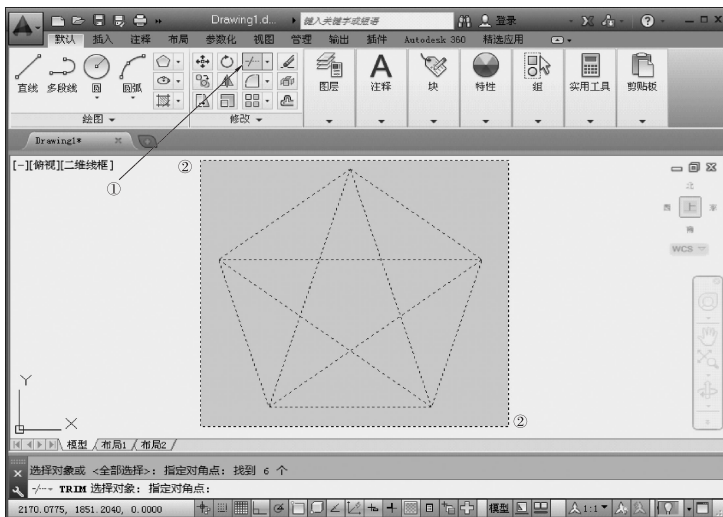 Drawing1.d...
键入关键字或短语
登录
默认 插入 注释 布局 参数化 视图 管理 输出 插件 Autodesk 360 精选应用
直线 多段线 圆 圆弧
图层 注释 块 特性 组 实用工具 剪贴板
绘图 修改
Drawing1*
[-][俯视][二维线框]
①
②
②
北
西 上 东
南
WCS
Y
X
模型 布局1 布局2
选择对象或 <全部选择>: 指定对角点: 找到 6 个
TRIM 选择对象: 指定对角点:
2170.0775, 1851.2040, 0.0000 模型 1:1